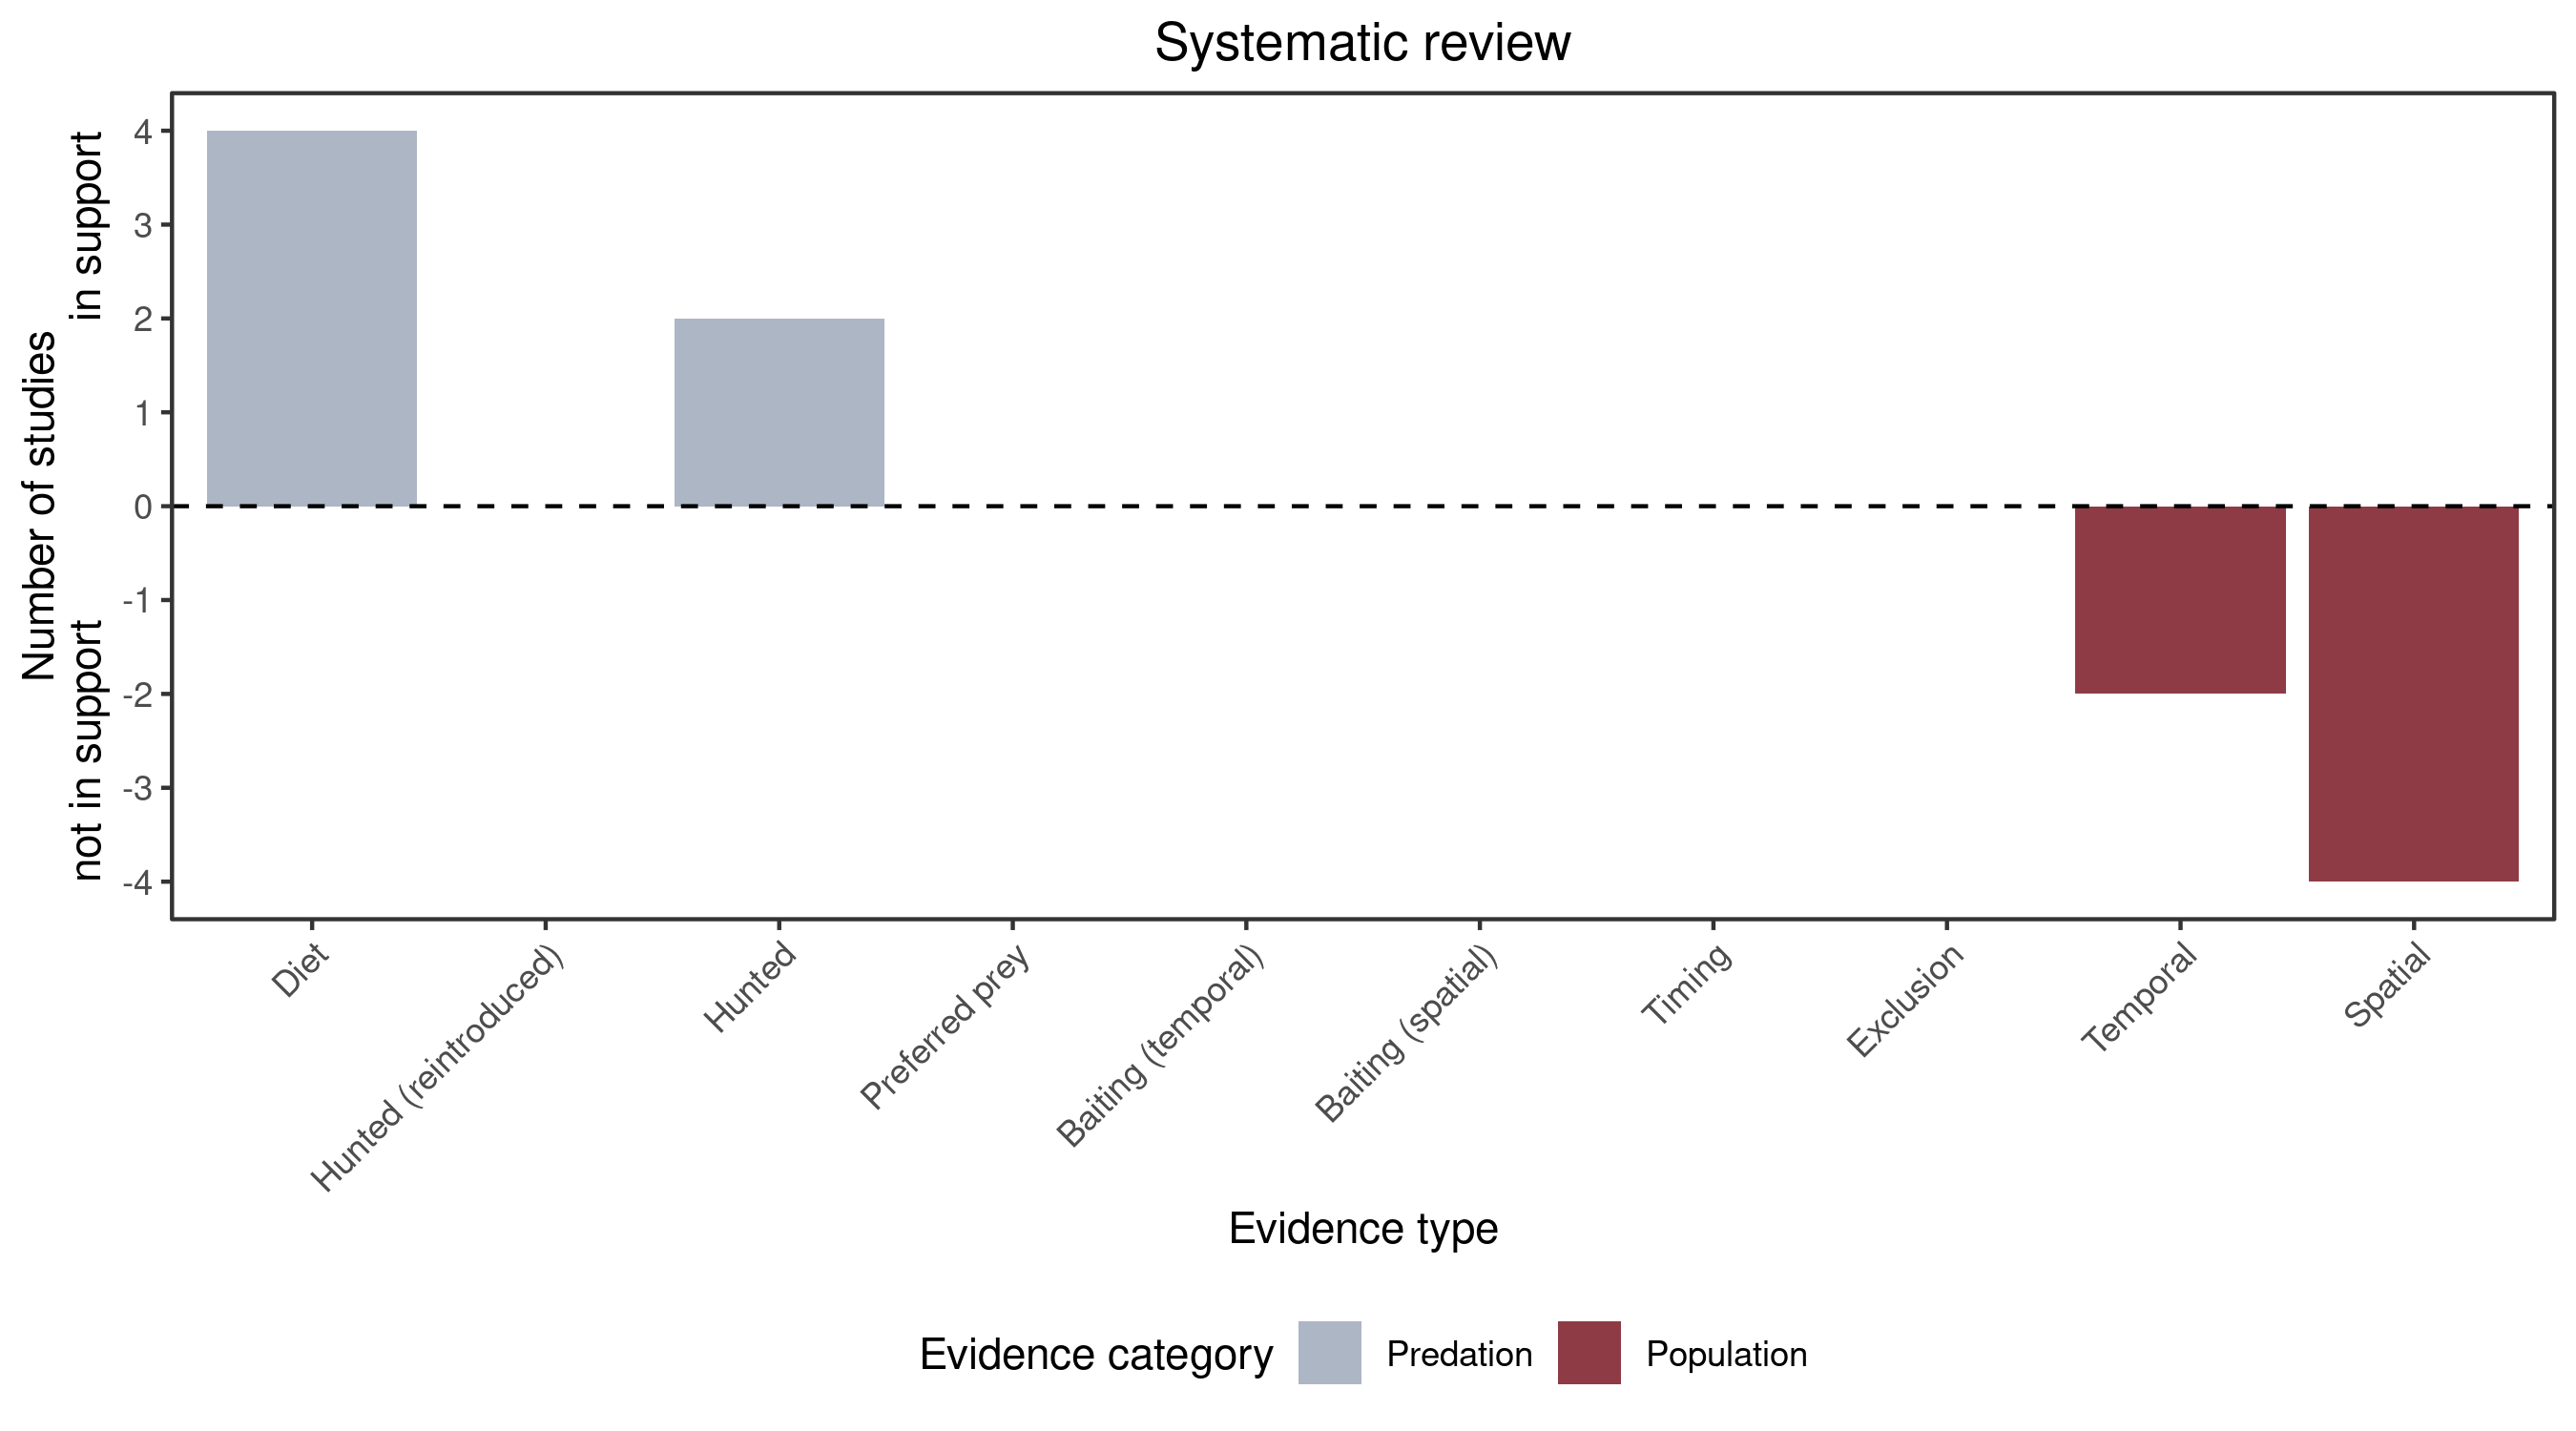 Systematic review
Number of studies
not in support in support
4
3
2
1
0
-1
-2
-3
-4
Diet
Hunted (reintroduced)
Hunted
Preferred prey
Baiting (temporal)
Baiting (spatial)
Timing
Exclusion
Temporal
Spatial
Evidence type
Evidence category Predation Population